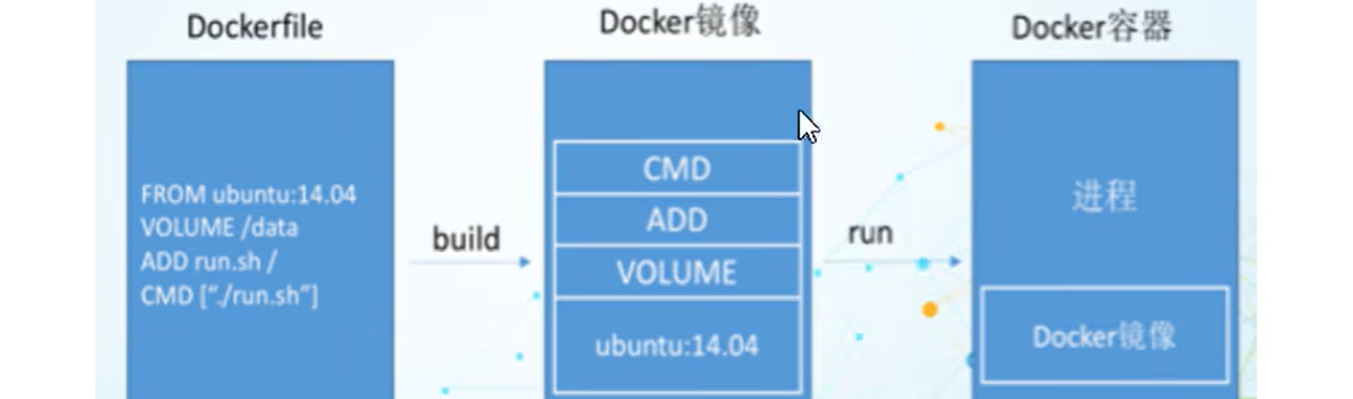 Dockerfile
Docker镜像
Docker容器
FROM ubuntu:14.04
VOLUME /data
ADD run.sh /
CMD [“./run.sh”]
build
CMD
ADD
VOLUME
ubuntu:14.04
run
进程
Docker镜像